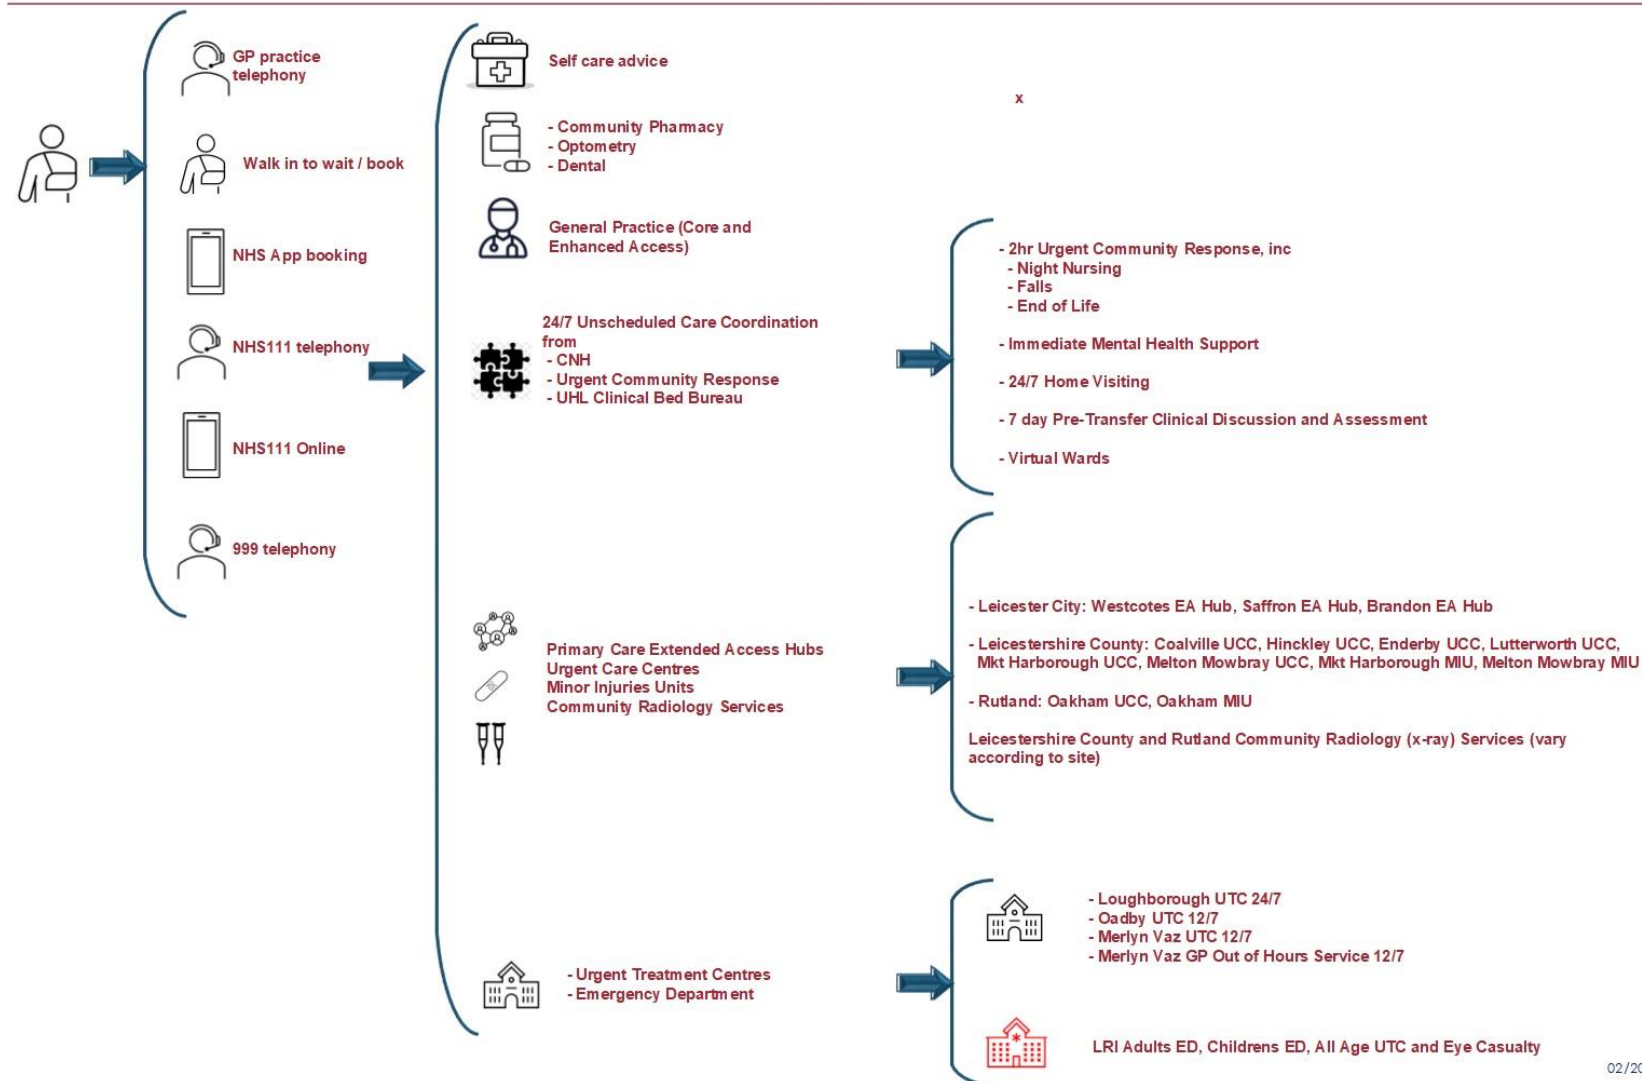 GP practice
telephony
Walk in to wait / book
NHS App booking
NHS111 telephony
NHS111 Online
999 telephony
Self care advice
- Community Pharmacy
- Optometry
- Dental
General Practice (Core and
Enhanced Access)
24/7 Unscheduled Care Coordination
from
- CNH
- Urgent Community Response
- UHL Clinical Bed Bureau
Primary Care Extended Access Hubs
Urgent Care Centres
Minor Injuries Units
Community Radiology Services
- Urgent Treatment Centres
- Emergency Department
x
- 2hr Urgent Community Response, inc
- Night Nursing
- Falls
- End of Life
- Immediate Mental Health Support
- 24/7 Home Visiting
- 7 day Pre-Transfer Clinical Discussion and Assessment
- Virtual Wards
- Leicester City: Westcotes EA Hub, Saffron EA Hub, Brandon EA Hub
- Leicestershire County: Coalville UCC, Hinckley UCC, Enderby UCC, Lutterworth UCC,
Mkt Harborough UCC, Melton Mowbray UCC, Mkt Harborough MIU, Melton Mowbray MIU
- Rutland: Oakham UCC, Oakham MIU
Leicestershire County and Rutland Community Radiology (x-ray) Services (vary
according to site)
- Loughborough UTC 24/7
- Oadby UTC 12/7
- Merlyn Vaz UTC 12/7
- Merlyn Vaz GP Out of Hours Service 12/7
LRI Adults ED, Childrens ED, All Age UTC and Eye Casualty
02/20